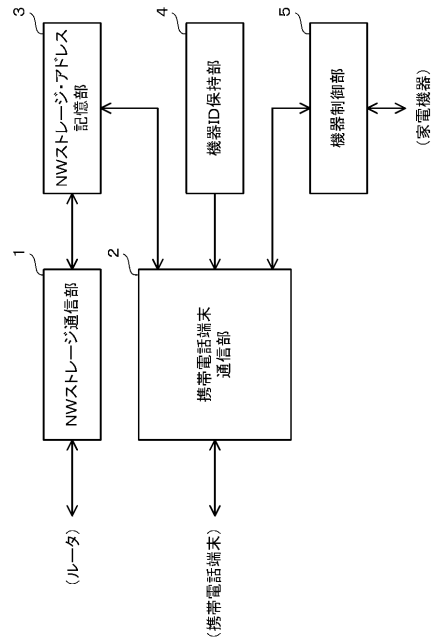 1
NWストレージ通信部
3
NWストレージ・アドレス
記憶部
(ルータ)
2
携帯電話端末
通信部
4
機器ID保持部
(携帯電話端末)
5
機器制御部
(家電機器)